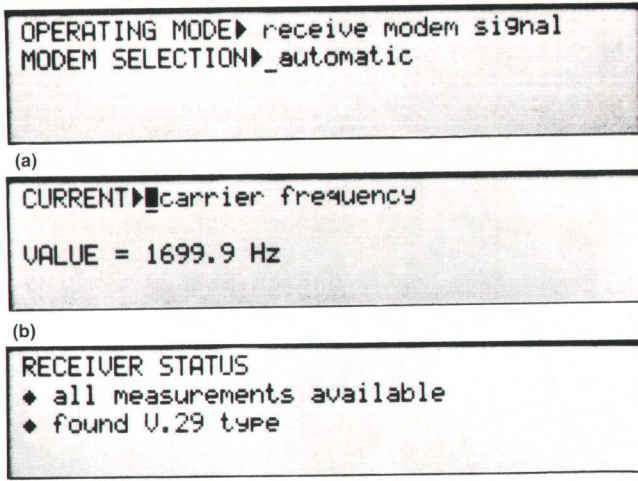 OPERATING MODE▶ receive modem signal
MODEM SELECTION▶_automatic
(a)
CURRENT▶█carrier frequency
VALUE = 1699.9 Hz
(b)
RECEIVER STATUS
◆ all measurements available
◆ found V.29 type